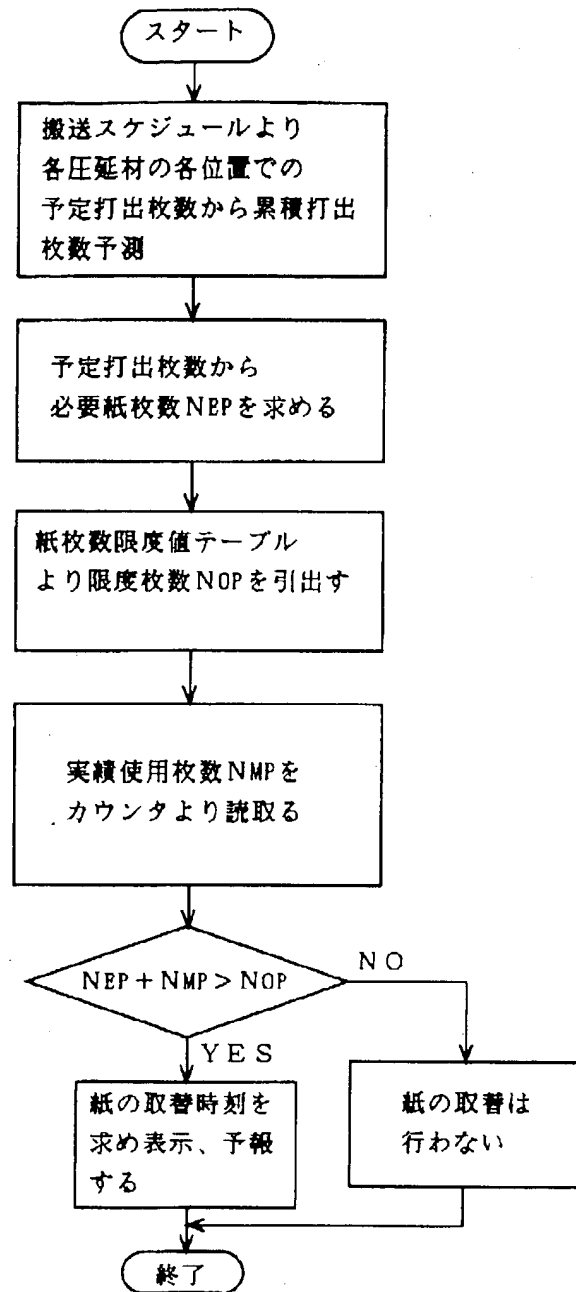 スタート
搬送スケジュールより
各圧延材の各位置での
予定打出枚数から累積打出
枚数予測
予定打出枚数から
必要紙枚数NEPを求める
紙枚数限度値テーブル
より限度枚数NOPを引出す
実績使用枚数NMPを
カウンタより読取る
NEP+NMP>NOP
NO
YES
紙の取替時刻を
求め表示、予報
する
紙の取替は
行わない
終了